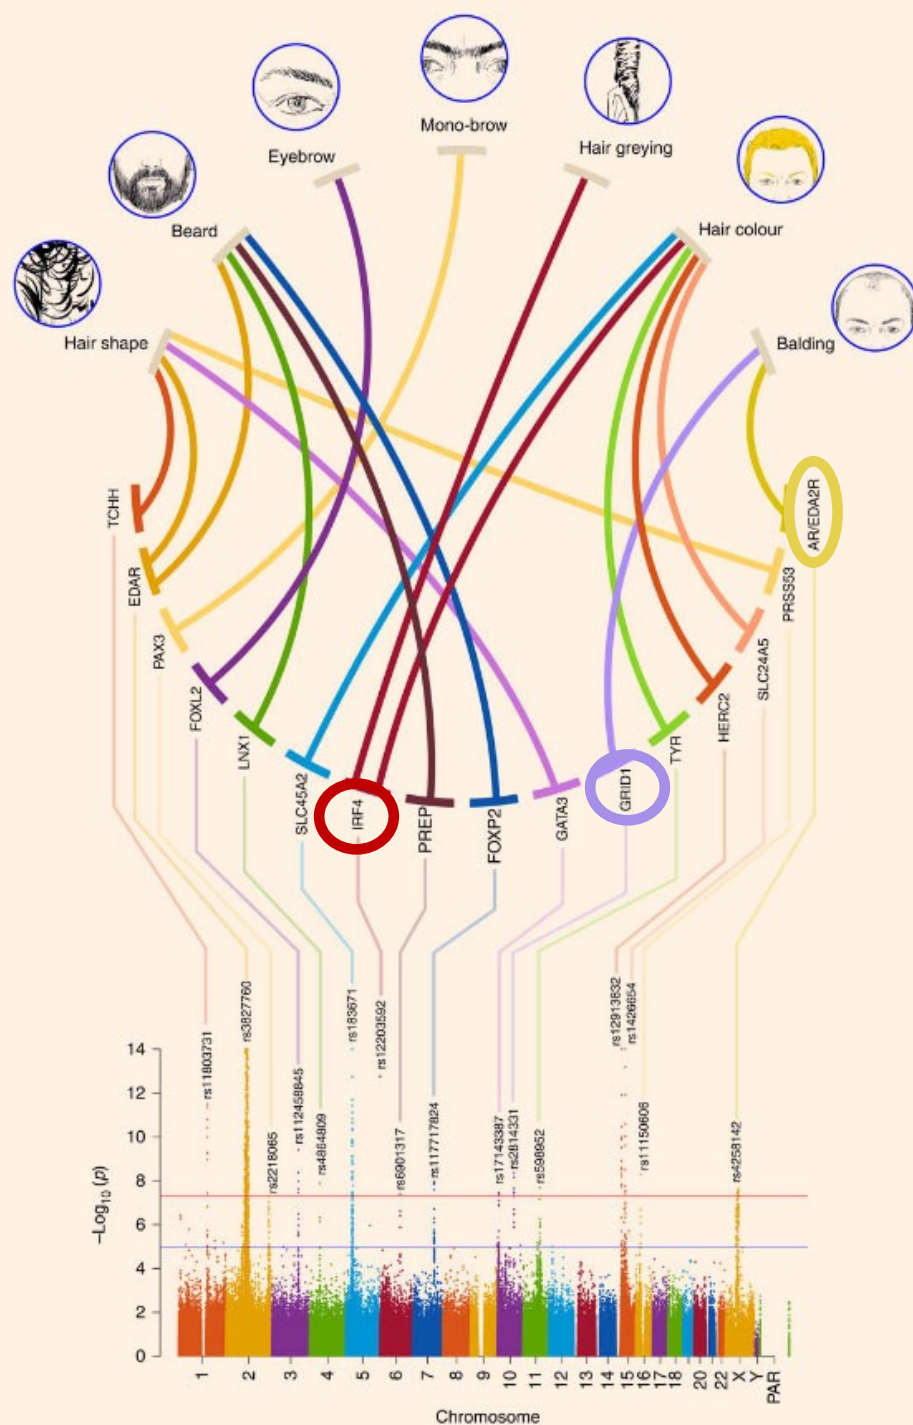 Mono-brow
Eyebrow
Hair greying
Beard
Hair colour
Hair shape
Balding
TCHH
EDAR
PAX3
FOXL2
LNX1
SLC45A2
IRF4
PREP
FOXP2
GATA3
GRID1
TYR
HERC2
SLC24A5
PRSS53
AR/EDA2R
rs11803731
rs3827760
rs2218065
rs112458845
rs4864809
rs183671
rs12203592
rs6901317
rs117717824
rs17143387
rs2814331
rs598952
rs12913832
rs1426654
rs11150606
rs4258142
–Log10 (p)
14
12
10
8
6
4
2
0
1 2 3 4 5 6 7 8 9 10 11 12 13 14 15 16 17 18 20 22 X Y PAR
Chromosome